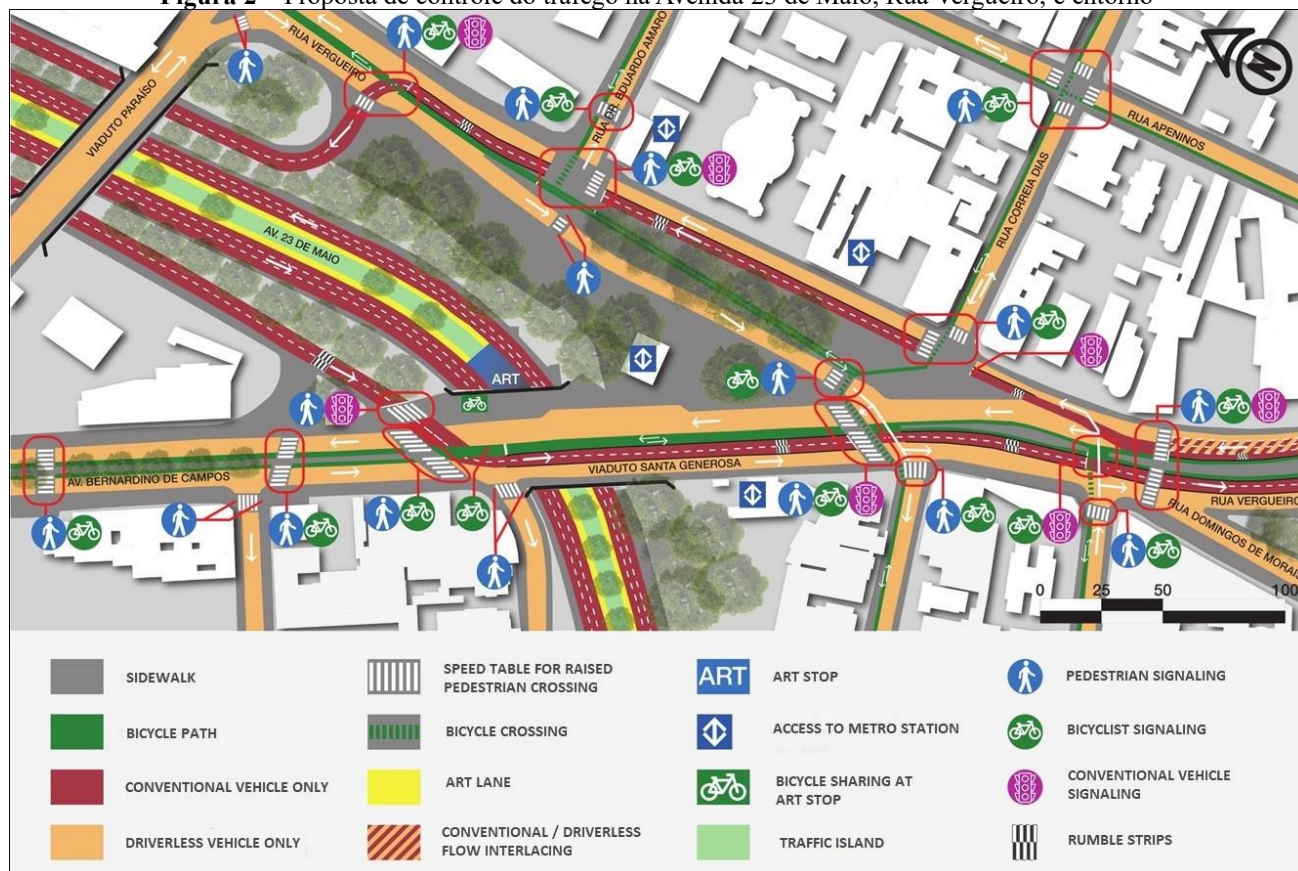 Figura 2 – Proposta de controle do tráfego na Avenida 23 de Maio, Rua Vergueiro, e entorno
RUA VERGUEIRO
VIADUTO PARAÍSO
RUA DR. EDUARDO AMARO
N
RUA APENINOS
RUA CORREIA DIAS
AV. 23 DE MAIO
ART
AV. BERNARDINO DE CAMPOS
VIADUTO SANTA GENEROSA
RUA VERGUEIRO
RUA DOMINGOS DE MORAIS
0 25 50 100
SIDEWALK
SPEED TABLE FOR RAISED
PEDESTRIAN CROSSING
ART
ART STOP
PEDESTRIAN SIGNALING
BICYCLE PATH
BICYCLE CROSSING
ACCESS TO METRO STATION
BICYCLIST SIGNALING
CONVENTIONAL VEHICLE ONLY
ART LANE
BICYCLE SHARING AT
ART STOP
CONVENTIONAL VEHICLE
SIGNALING
DRIVERLESS VEHICLE ONLY
CONVENTIONAL / DRIVERLESS
FLOW INTERLACING
TRAFFIC ISLAND
RUMBLE STRIPS